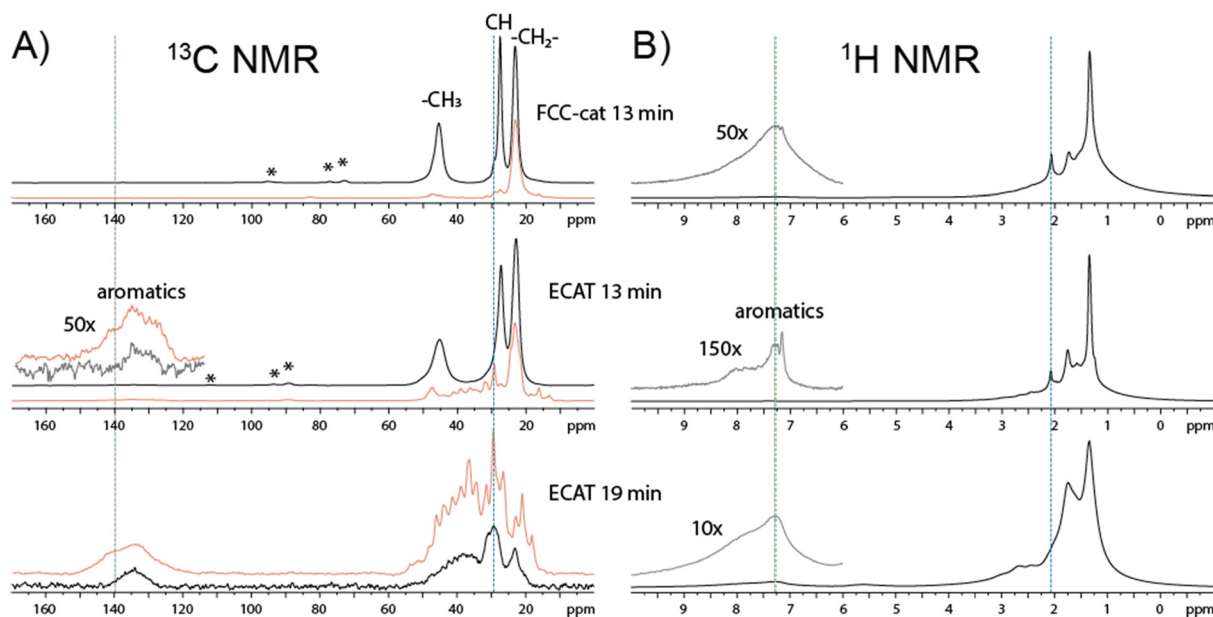 A)
¹³C NMR
CH
-CH₂-
-CH₃
FCC-cat 13 min
* * *
160 140 120 100 80 60 40 20 ppm
aromatics
50x
ECAT 13 min
* * *
160 140 120 100 80 60 40 20 ppm
ECAT 19 min
160 140 120 100 80 60 40 20 ppm
B)
¹H NMR
50x
9 8 7 6 5 4 3 2 1 0 ppm
aromatics
150x
9 8 7 6 5 4 3 2 1 0 ppm
10x
9 8 7 6 5 4 3 2 1 0 ppm